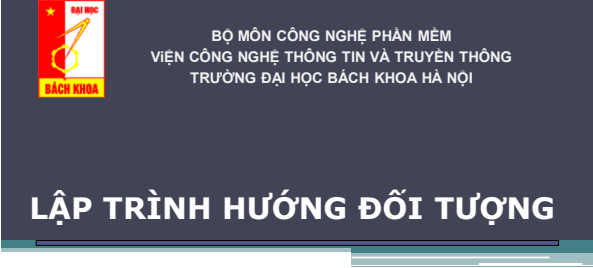 ĐẠI HỌC
BÁCH KHOA
BỘ MÔN CÔNG NGHỆ PHẦN MỀM
ViỆN CÔNG NGHỆ THÔNG TIN VÀ TRUYỀN THÔNG
TRƯỜNG ĐẠI HỌC BÁCH KHOA HÀ NỘI
LẬP TRÌNH HƯỚNG ĐỐI TƯỢNG